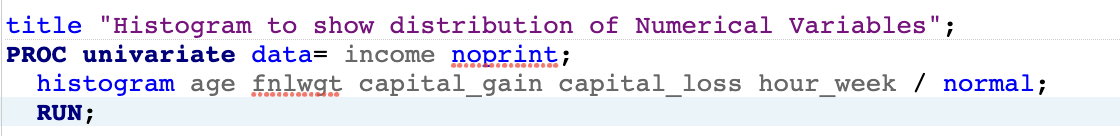 title "Histogram to show distribution of Numerical Variables";
PROC univariate data= income noprint;
histogram age fnlwgt capital_gain capital_loss hour_week / normal;
RUN;